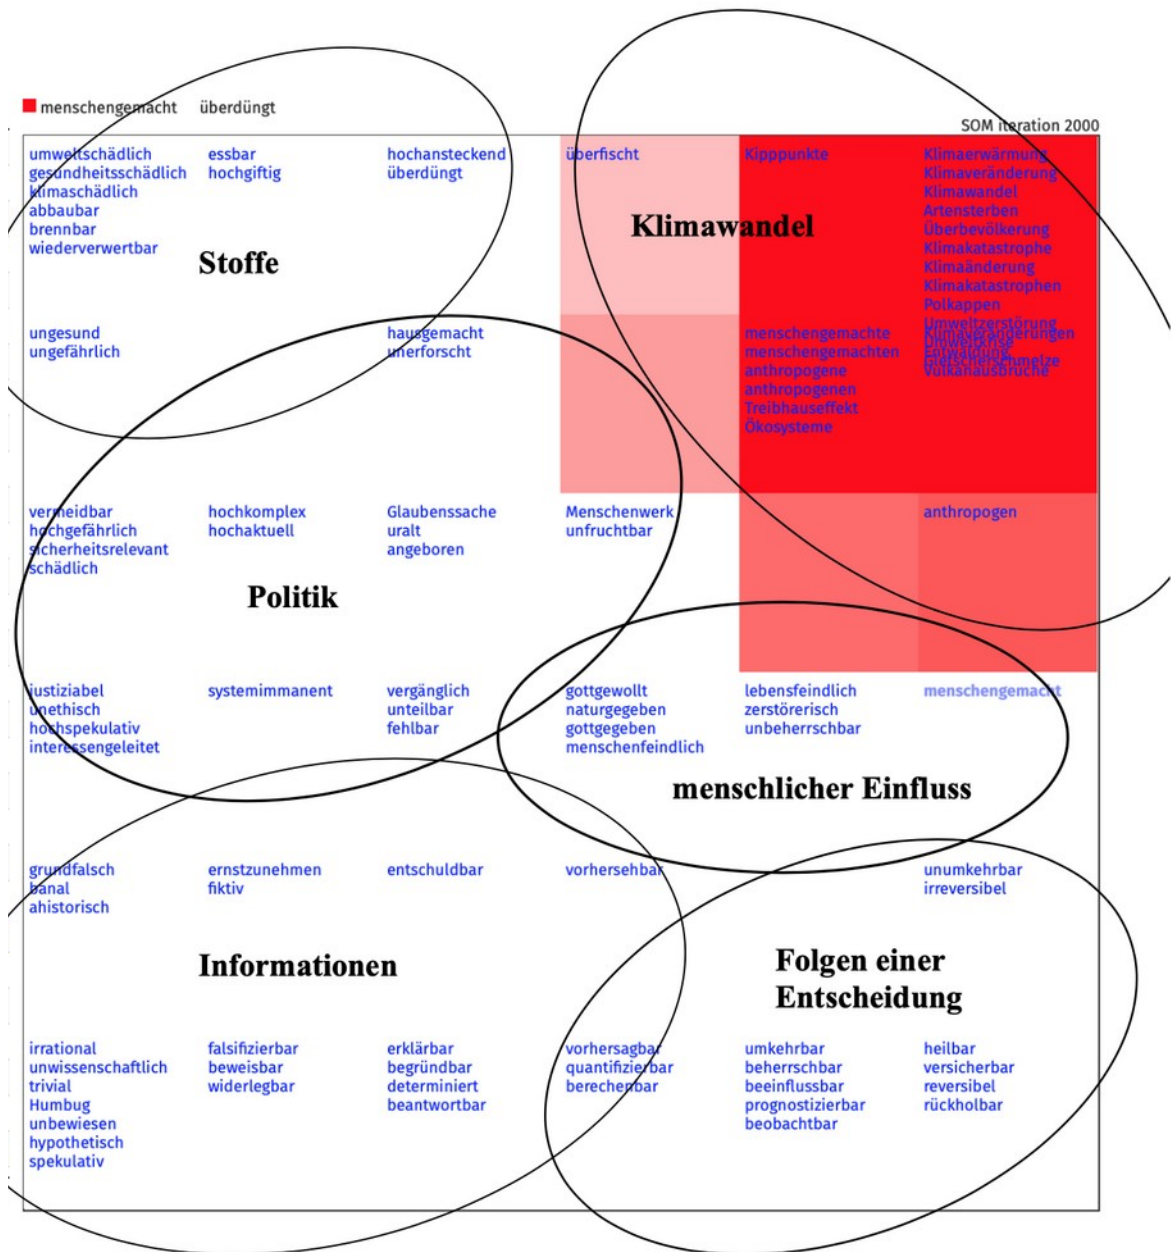 menschengemacht überdüngt
SOM iteration 2000
umweltschädlich
gesundheitsschädlich
klimaschädlich
abbaubar
brennbar
wiederverwertbar
essbar
hochgiftig
hochansteckend
überdüngt
überfischt
Kipppunkte
Klimaerwärmung
Klimaveränderung
Klimawandel
Artensterben
Überbevölkerung
Klimakatastrophe
Klimaänderung
Klimakatastrophen
Polkappen
Umweltzerstörung
Umweltkrise
Gletscherschmelze
Klimawandel
Stoffe
ungesund
ungefährlich
hausgemacht
unerforscht
menschengemachte
menschengemachten
anthropogene
anthropogenen
Treibhauseffekt
Ökosysteme
Klimaveränderungen
Entwaldung
Vulkanausbrüche
vermeidbar
hochgefährlich
sicherheitsrelevant
schädlich
hochkomplex
hochaktuell
Glaubenssache
uralt
angeboren
Menschenwerk
unfruchtbar
anthropogen
Politik
justiziabel
unethisch
hochspekulativ
interessengeleitet
systemimmanent
vergänglich
unteilbar
fehlbar
gottgewollt
naturgegeben
gottgegeben
menschenfeindlich
lebensfeindlich
zerstörerisch
unbeherrschbar
menschengemacht
menschlicher Einfluss
grundfalsch
banal
ahistorisch
ernstzunehmen
fiktiv
entschuldbar
vorhersehbar
unumkehrbar
irreversibel
Informationen
Folgen einer
Entscheidung
irrational
unwissenschaftlich
trivial
Humbug
unbewiesen
hypothetisch
spekulativ
falsifizierbar
beweisbar
widerlegbar
erklärbar
begründbar
determiniert
beantwortbar
vorhersagbar
quantifizierbar
berechenbar
umkehrbar
beherrschbar
beeinflussbar
prognostizierbar
beobachtbar
heilbar
versicherbar
reversibel
rückholbar